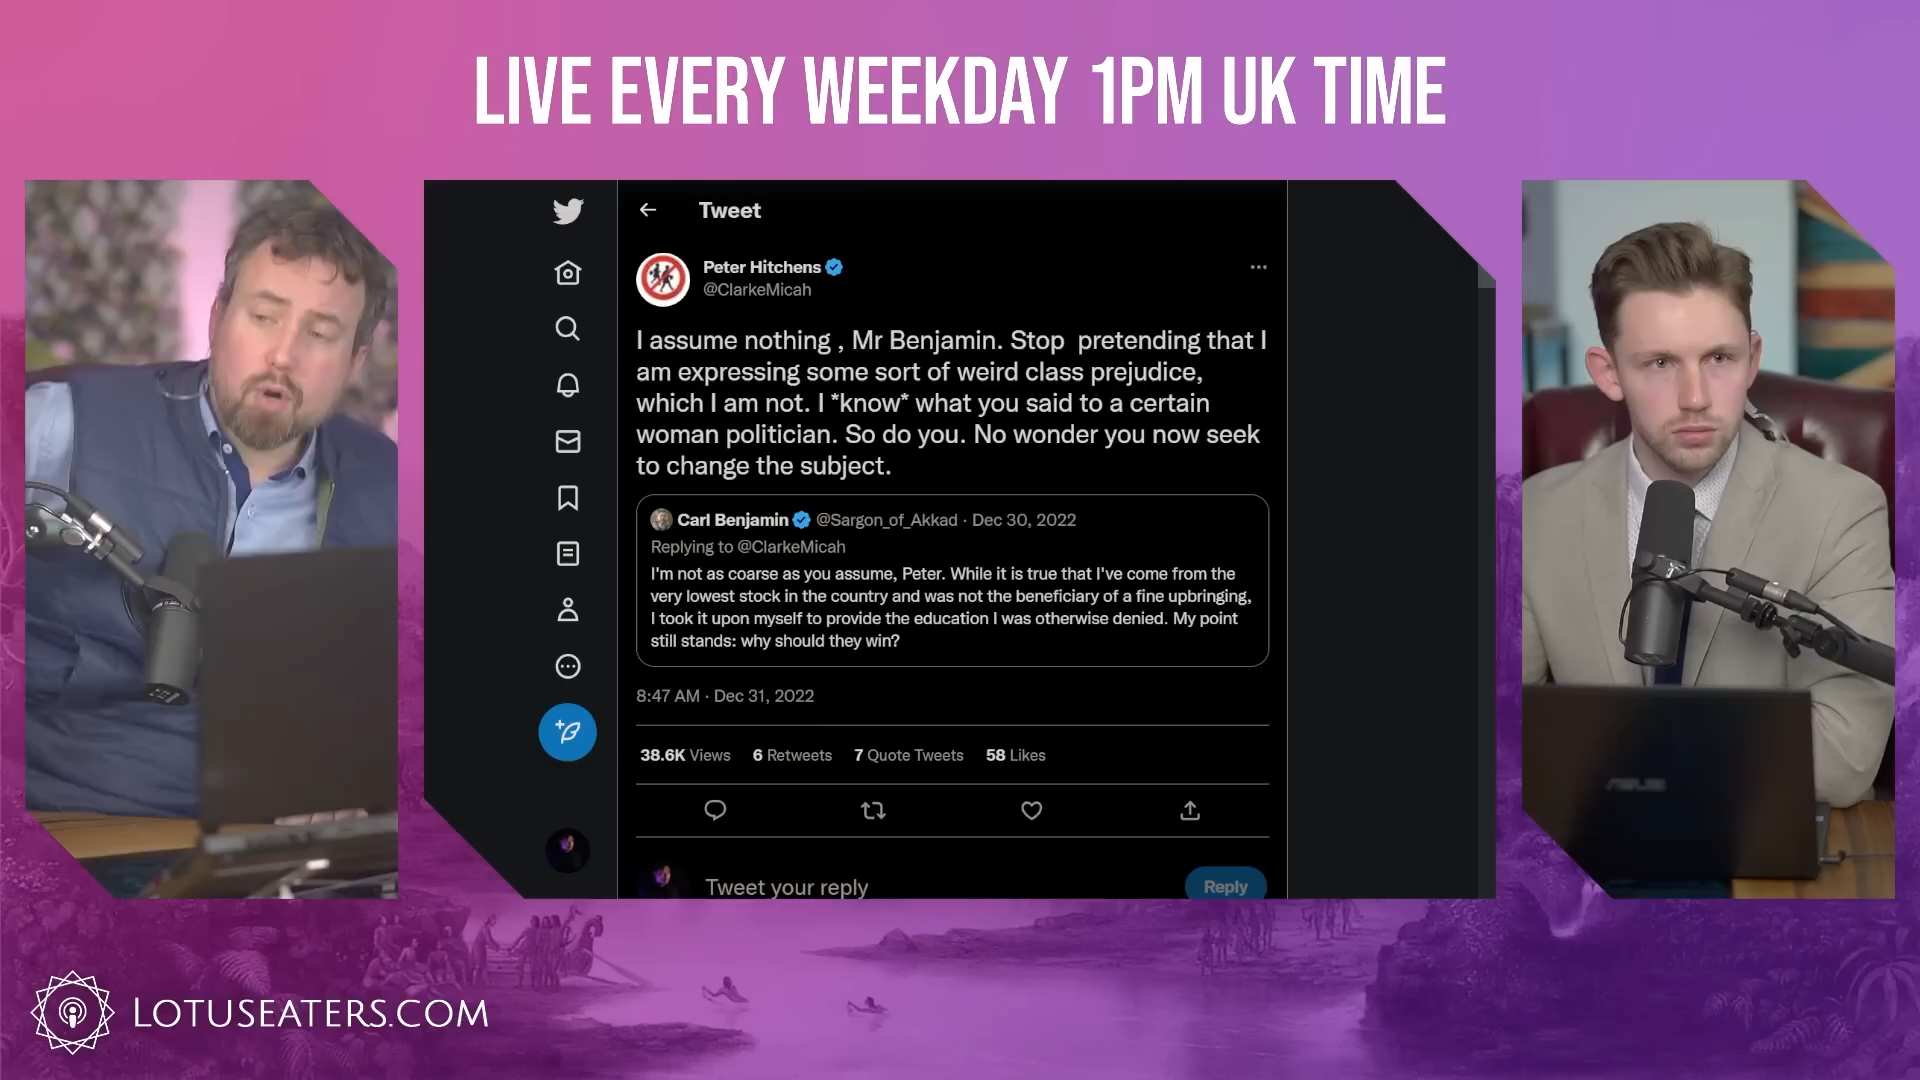 LIVE EVERY WEEKDAY 1PM UK TIME
Tweet
Peter Hitchens
@ClarkeMicah
I assume nothing , Mr Benjamin. Stop  pretending that I
am expressing some sort of weird class prejudice,
which I am not. I *know* what you said to a certain
woman politician. So do you. No wonder you now seek
to change the subject.
Carl Benjamin @Sargon_of_Akkad · Dec 30, 2022
Replying to @ClarkeMicah
I'm not as coarse as you assume, Peter. While it is true that I've come from the
very lowest stock in the country and was not the beneficiary of a fine upbringing,
I took it upon myself to provide the education I was otherwise denied. My point
still stands: why should they win?
8:47 AM · Dec 31, 2022
38.6K Views 6 Retweets 7 Quote Tweets 58 Likes
Tweet your reply
Reply
ASUS
LOTUSEATERS.COM